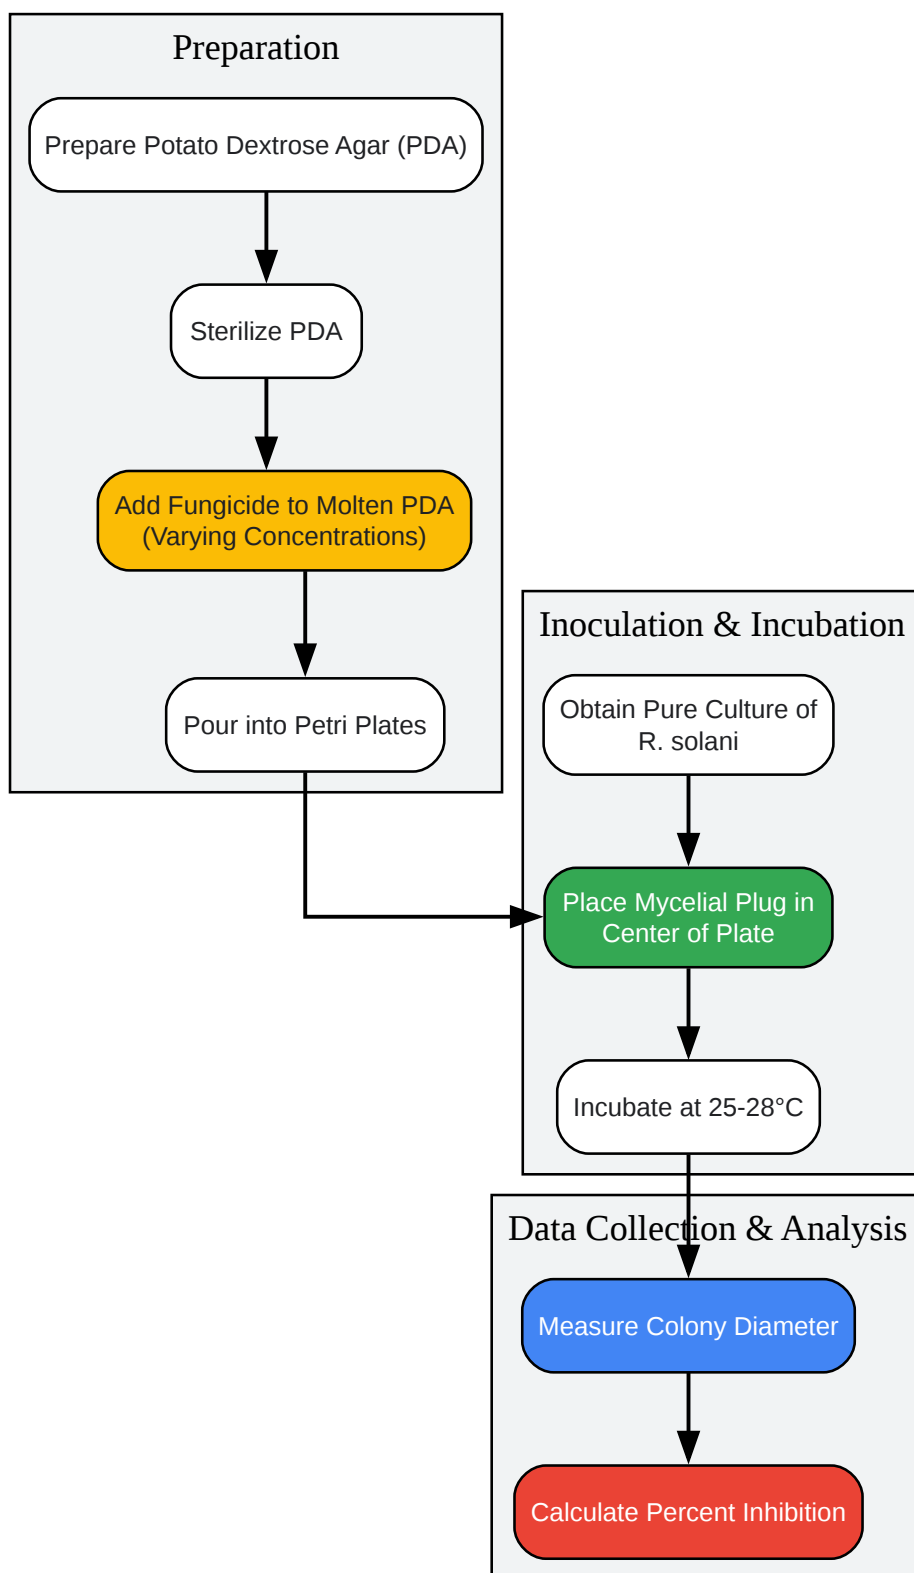 Preparation
Prepare Potato Dextrose Agar (PDA)
Sterilize PDA
Add Fungicide to Molten PDA
(Varying Concentrations)
Pour into Petri Plates
Inoculation & Incubation
Obtain Pure Culture of
R. solani
Place Mycelial Plug in
Center of Plate
Incubate at 25-28°C
Data Collection & Analysis
Measure Colony Diameter
Calculate Percent Inhibition